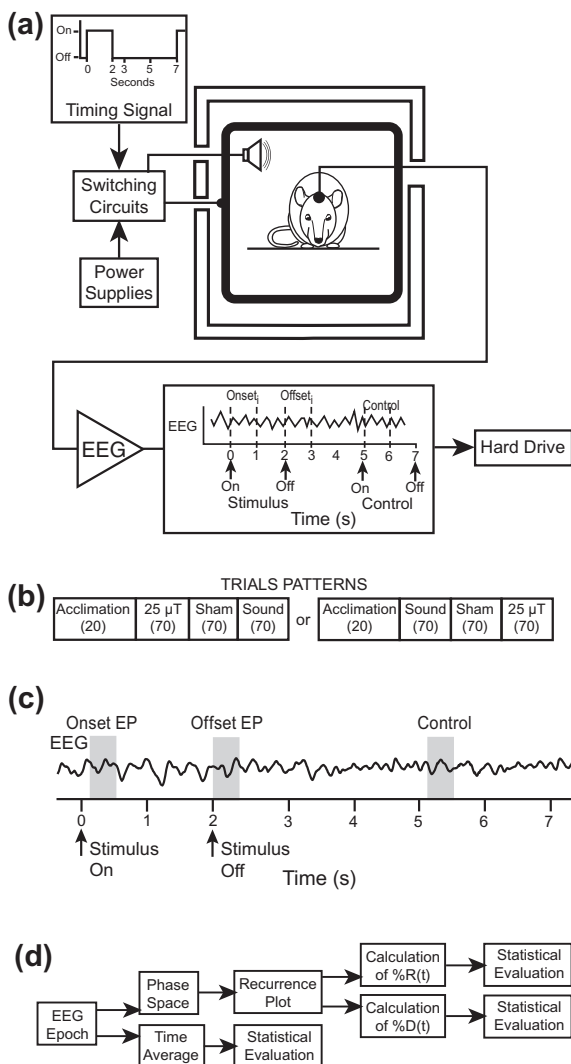 (a)
On
Off
0 2 3 5 7
Seconds
Timing Signal
Switching
Circuits
Power
Supplies
EEG
EEG
Onseti Offseti Control
0 1 2 3 4 5 6 7
On Off On Off
Stimulus Control
Time (s)
Hard Drive
(b)
TRIALS PATTERNS
Acclimation 25 µT Sham Sound or Acclimation Sound Sham 25 µT
(20) (70) (70) (70) (20) (70) (70) (70)
(c)
Onset EP Offset EP Control
EEG
0 1 2 3 4 5 6 7
Stimulus Stimulus
On Off
Time (s)
(d)
EEG
Epoch
Phase
Space
Recurrence
Plot
Calculation
of %R(t)
Statistical
Evaluation
Calculation
of %D(t)
Statistical
Evaluation
Time
Average
Statistical
Evaluation